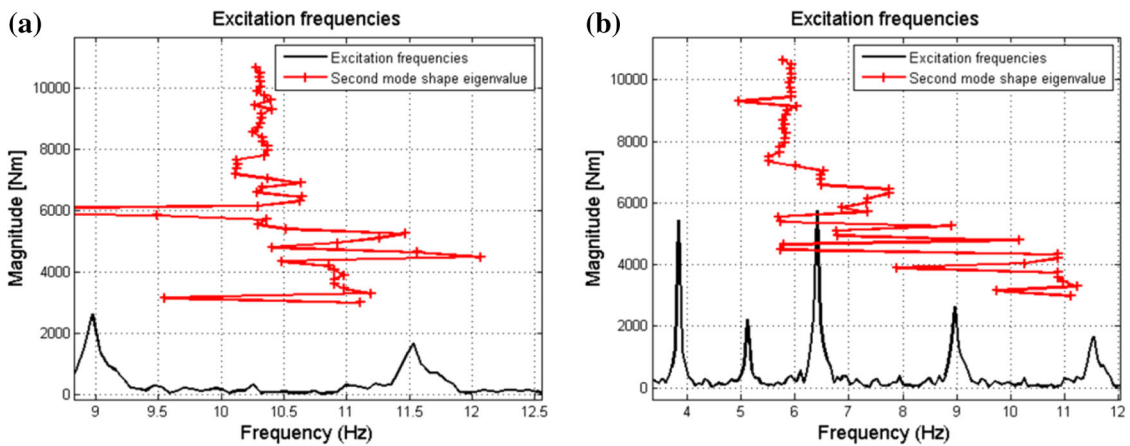 (a)
Excitation frequencies
Excitation frequencies
Second mode shape eigenvalue
Magnitude [Nm]
10000
8000
6000
4000
2000
0
9 9.5 10 10.5 11 11.5 12 12.5
Frequency (Hz)
(b)
Excitation frequencies
Excitation frequencies
Second mode shape eigenvalue
Magnitude [Nm]
10000
8000
6000
4000
2000
0
4 5 6 7 8 9 10 11 12
Frequency (Hz)